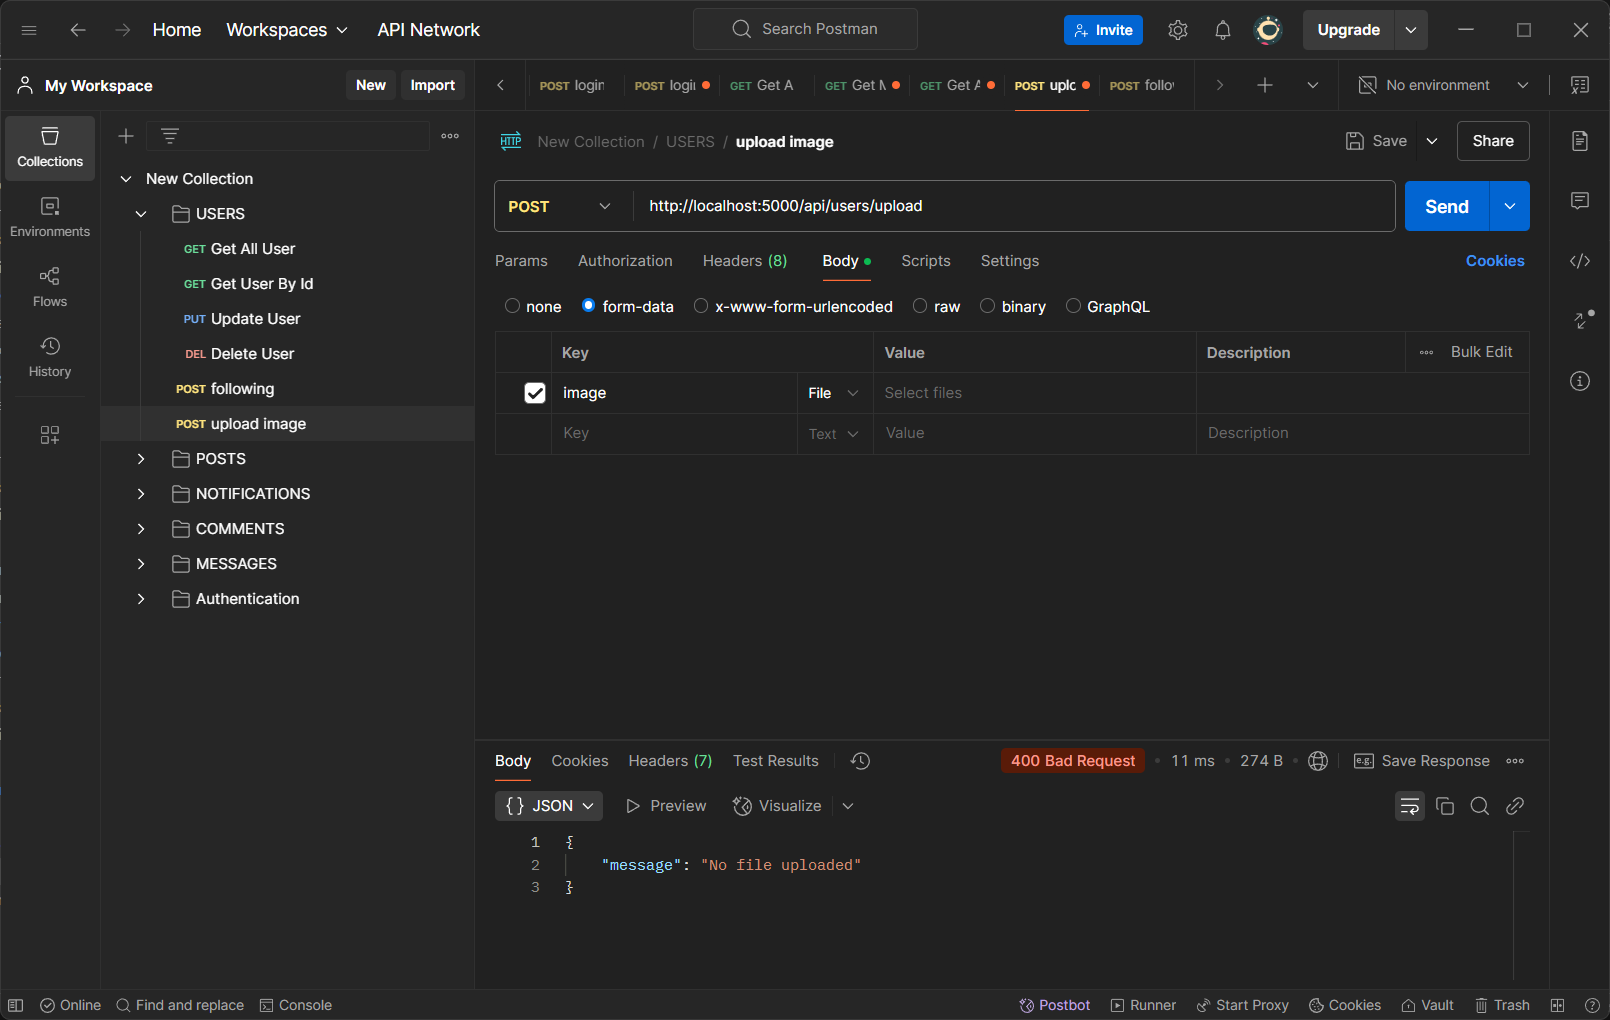 Home
Workspaces
API Network
Search Postman
Invite
Upgrade
My Workspace
New
Import
POST login
POST logi
GET Get A
GET Get
GET Get A
POST uplo
POST follo
No environment
Collections
Environments
Flows
History
New Collection
USERS
GET Get All User
GET Get User By Id
PUT Update User
DEL Delete User
POST following
POST upload image
POSTS
NOTIFICATIONS
COMMENTS
MESSAGES
Authentication
HTTP New Collection / USERS / upload image
Save
Share
POST
http://localhost:5000/api/users/upload
Send
Params
Authorization
Headers (8)
Body
Scripts
Settings
Cookies
none
form-data
x-www-form-urlencoded
raw
binary
GraphQL
Key
Value
Description
Bulk Edit
image
File
Select files
Key
Text
Value
Description
Body
Cookies
Headers (7)
Test Results
400 Bad Request
11 ms
274 B
e.g. Save Response
{} JSON
Preview
Visualize
1 {
2 "message": "No file uploaded"
3 }
Online
Find and replace
Console
Postbot
Runner
Start Proxy
Cookies
Vault
Trash